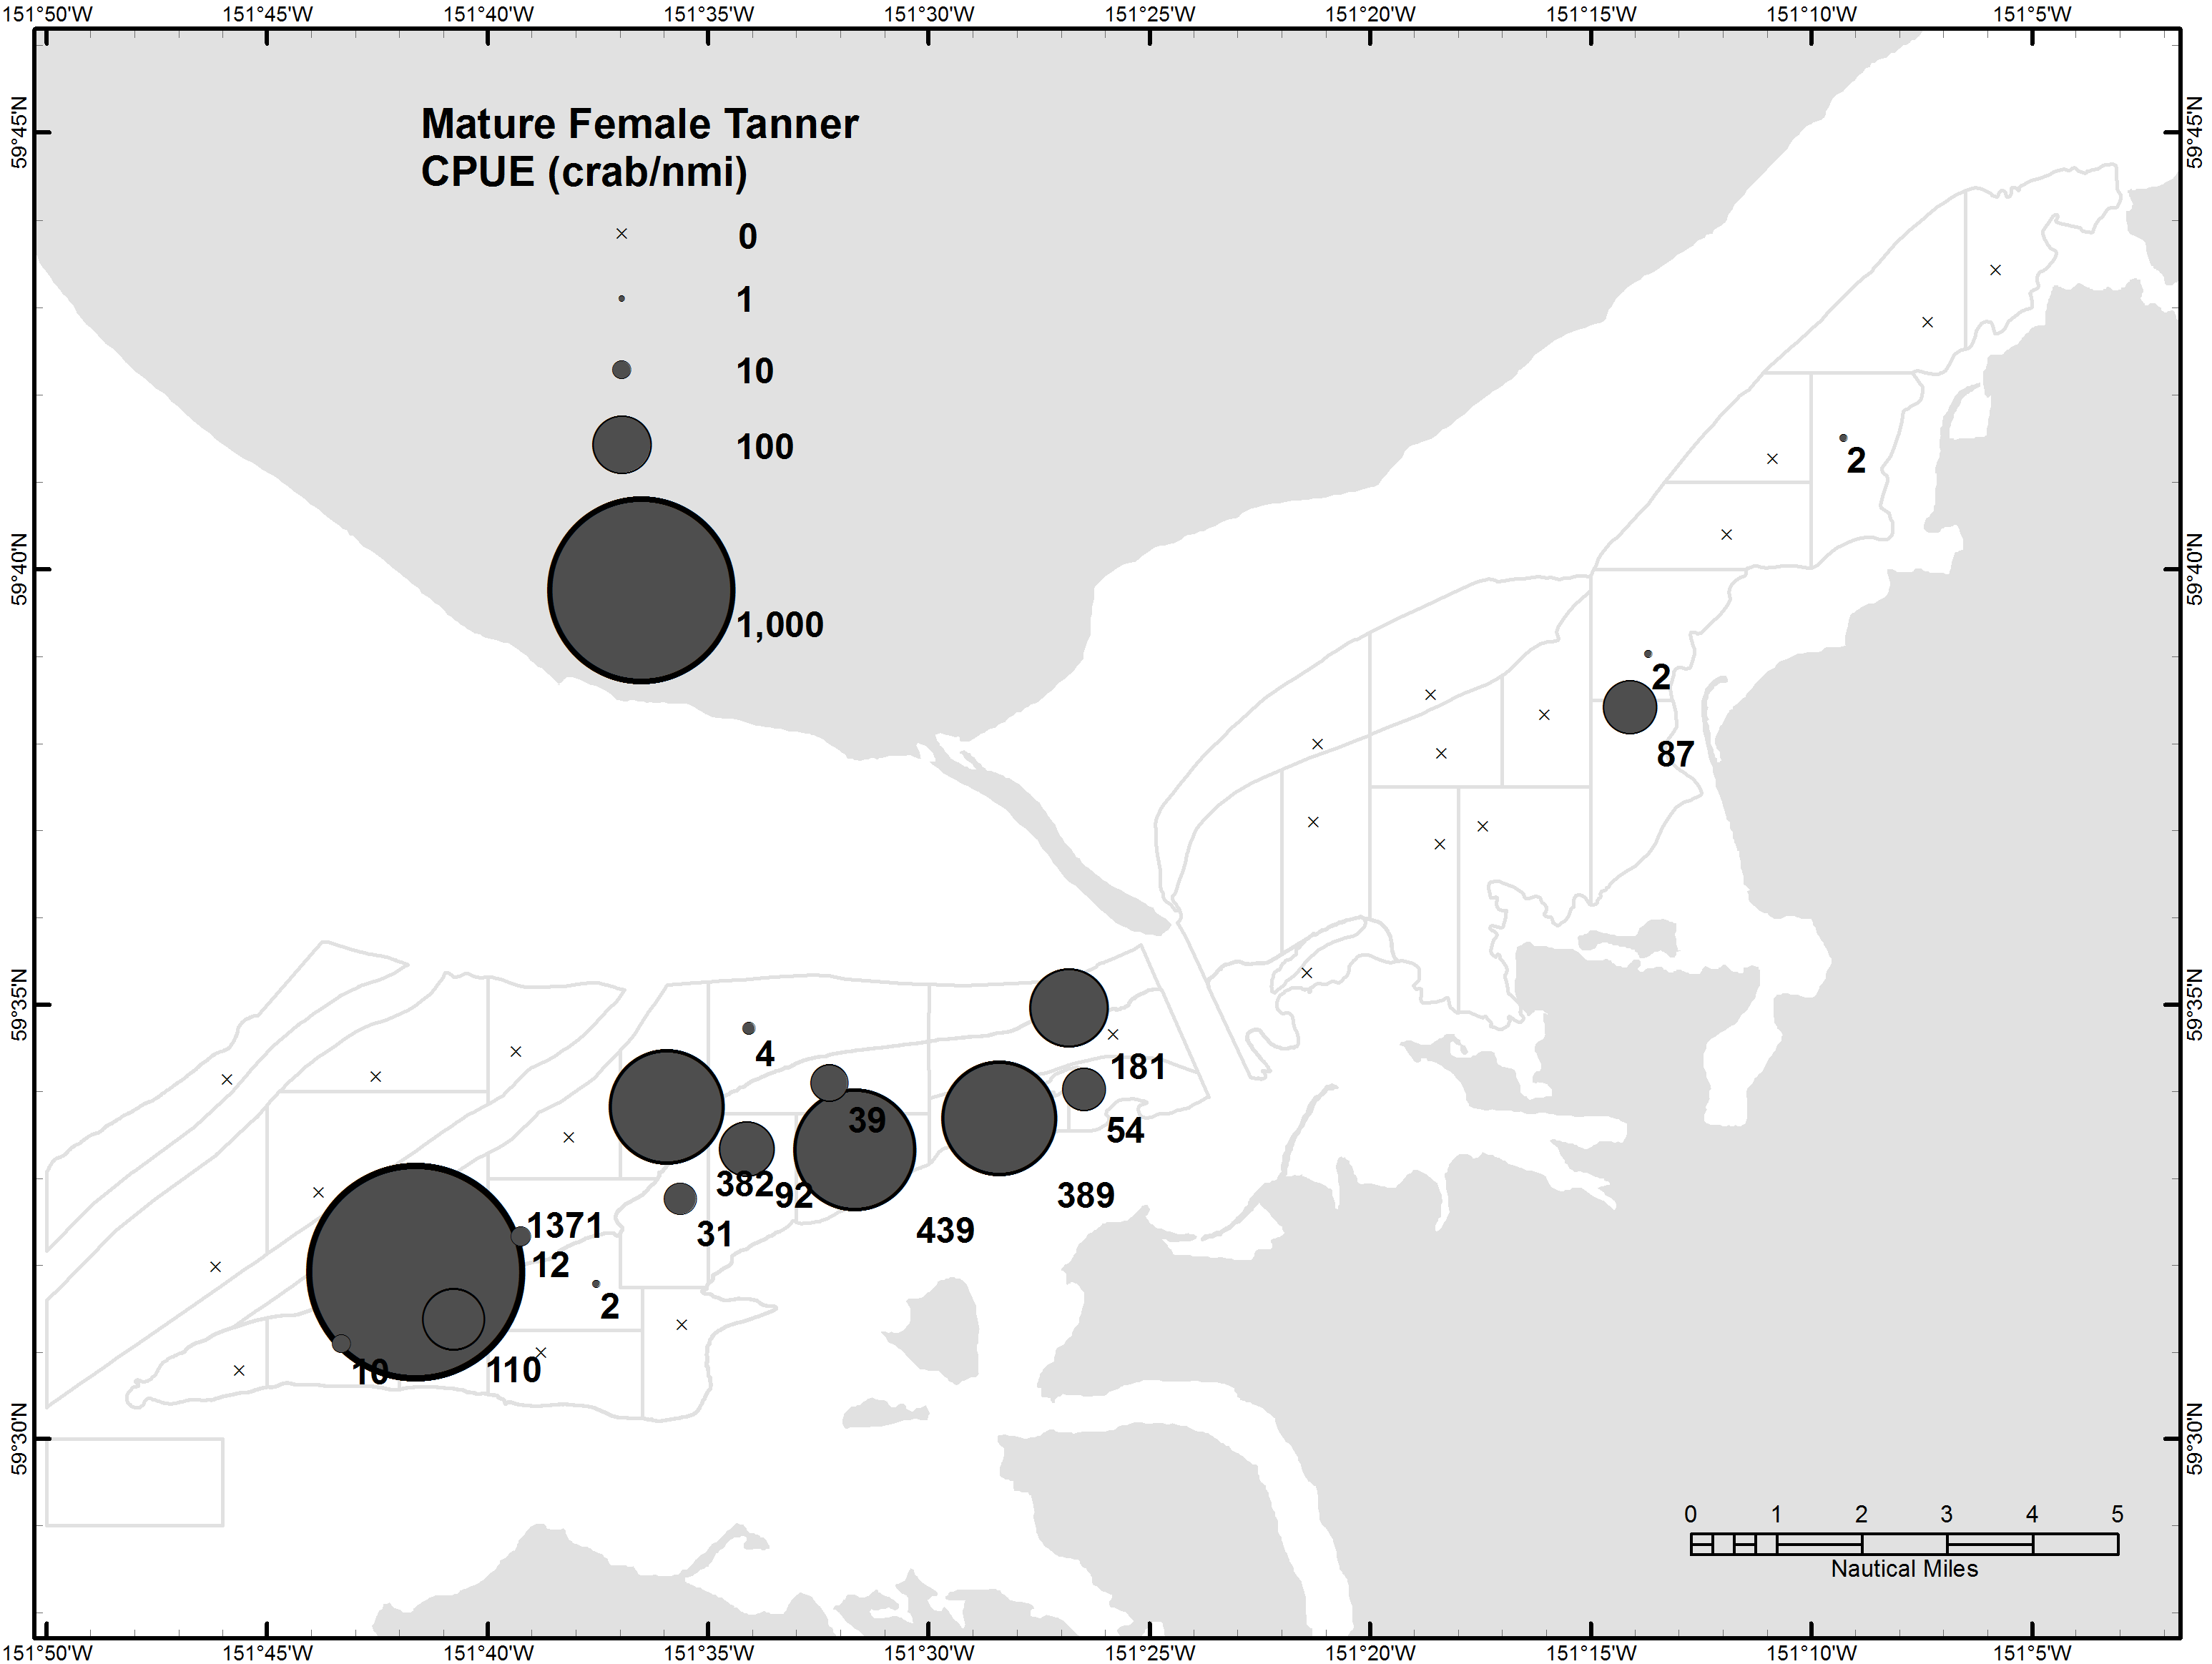 151°50'W 151°45'W 151°40'W 151°35'W 151°30'W 151°25'W 151°20'W 151°15'W 151°10'W 151°5'W
59°45'N 59°45'N
Mature Female Tanner
CPUE (crab/nmi)
0
1
10
100
1,000
2
59°40'N 59°40'N
2
87
59°35'N 59°35'N
4
181
39
54
382 92
389
31
439
1371
12
2
10
110
59°30'N 59°30'N
0 1 2 3 4 5
Nautical Miles
151°50'W 151°45'W 151°40'W 151°35'W 151°30'W 151°25'W 151°20'W 151°15'W 151°10'W 151°5'W